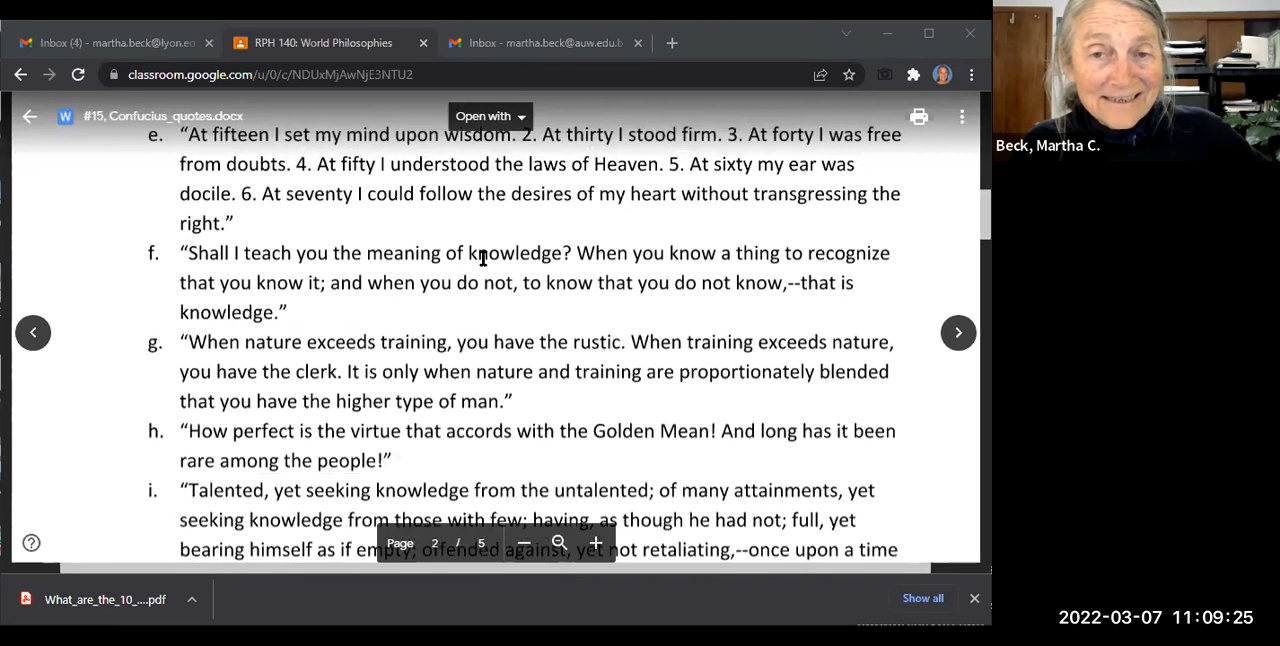 Inbox (4) - martha.beck@lyon.ed
RPH 140: World Philosophies
Inbox - martha.beck@auw.edu.b
classroom.google.com/u/0/c/NDUxMjAwNjE3NTU2
#15, Confucius_quotes.docx
Open with
e. “At fifteen I set my mind upon wisdom. 2. At thirty I stood firm. 3. At forty I was free
from doubts. 4. At fifty I understood the laws of Heaven. 5. At sixty my ear was
docile. 6. At seventy I could follow the desires of my heart without transgressing the
right.”
f. “Shall I teach you the meaning of knowledge? When you know a thing to recognize
that you know it; and when you do not, to know that you do not know,--that is
knowledge.”
g. “When nature exceeds training, you have the rustic. When training exceeds nature,
you have the clerk. It is only when nature and training are proportionately blended
that you have the higher type of man.”
h. “How perfect is the virtue that accords with the Golden Mean! And long has it been
rare among the people!”
i. “Talented, yet seeking knowledge from the untalented; of many attainments, yet
seeking knowledge from those with few; having, as though he had not; full, yet
bearing himself as if empty; offended against, yet not retaliating,--once upon a time
Page 2 / 5
What_are_the_10_....pdf
Show all
Beck, Martha C.
2022-03-07 11:09:25